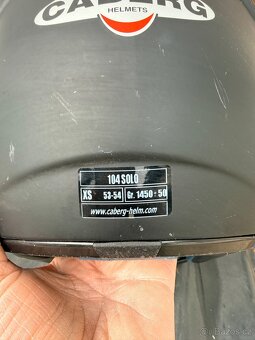 CABERG
HELMETS
104 SOLO
XS 53-54 Gr. 1450 ± 50
www.caberg-helm.com